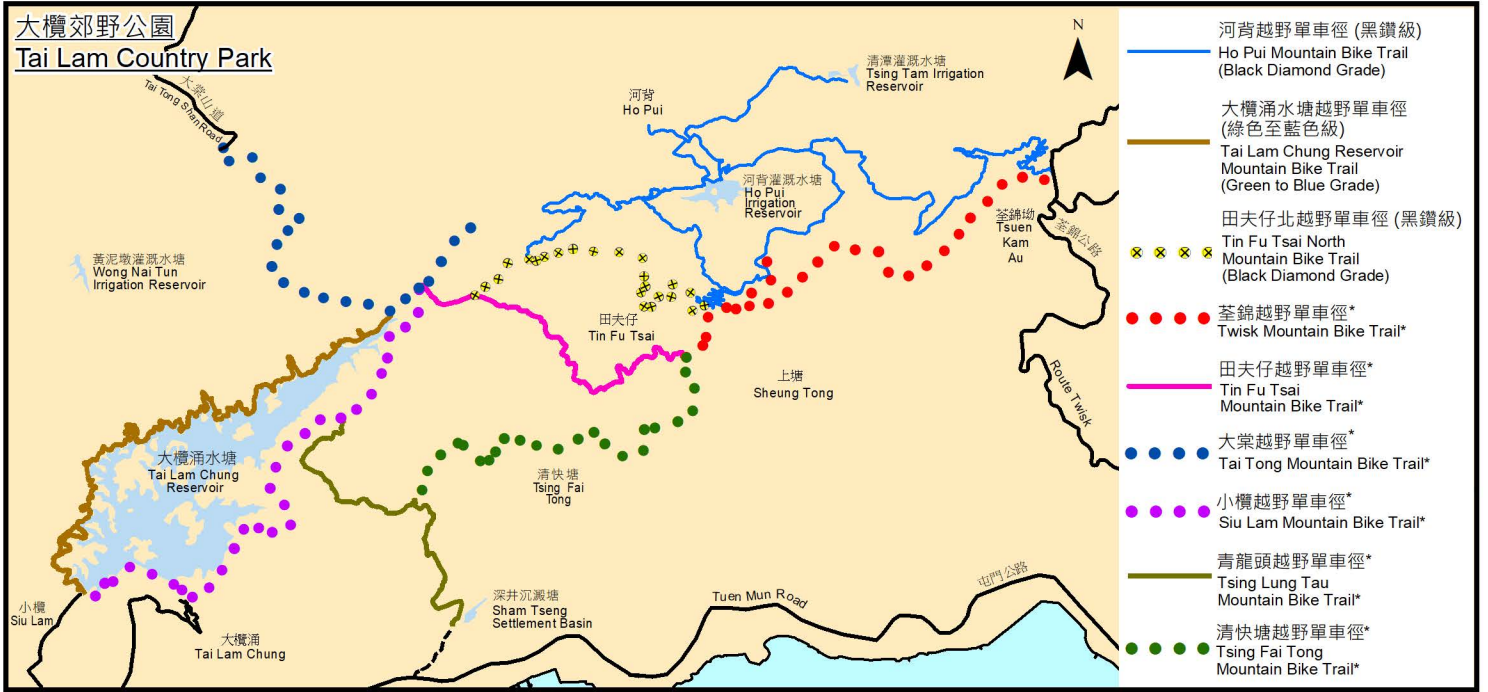 大欖郊野公園
Tai Lam Country Park
大棠山道
Tai Tong Shan Road
清潭灌溉水塘
Tsing Tam Irrigation
Reservoir
河背
Ho Pui
河背灌溉水塘
Ho Pui
Irrigation
Reservoir
N
荃錦坳
Tsuen
Kam
Au
荃錦公路
Route Twisk
黃泥墩灌溉水塘
Wong Nai Tun
Irrigation Reservoir
田夫仔
Tin Fu Tsai
上塘
Sheung Tong
大欖涌水塘
Tai Lam Chung
Reservoir
清快塘
Tsing Fai
Tong
小欖
Siu Lam
大欖涌
Tai Lam Chung
深井沉澱塘
Sham Tseng
Settlement Basin
屯門公路
Tuen Mun Road
河背越野單車徑 (黑鑽級)
Ho Pui Mountain Bike Trail
(Black Diamond Grade)
大欖涌水塘越野單車徑
(綠色至藍色級)
Tai Lam Chung Reservoir
Mountain Bike Trail
(Green to Blue Grade)
田夫仔北越野單車徑 (黑鑽級)
Tin Fu Tsai North
Mountain Bike Trail
(Black Diamond Grade)
荃錦越野單車徑*
Twisk Mountain Bike Trail*
田夫仔越野單車徑*
Tin Fu Tsai
Mountain Bike Trail*
大棠越野單車徑*
Tai Tong Mountain Bike Trail*
小欖越野單車徑*
Siu Lam Mountain Bike Trail*
青龍頭越野單車徑*
Tsing Lung Tau
Mountain Bike Trail*
清快塘越野單車徑*
Tsing Fai Tong
Mountain Bike Trail*